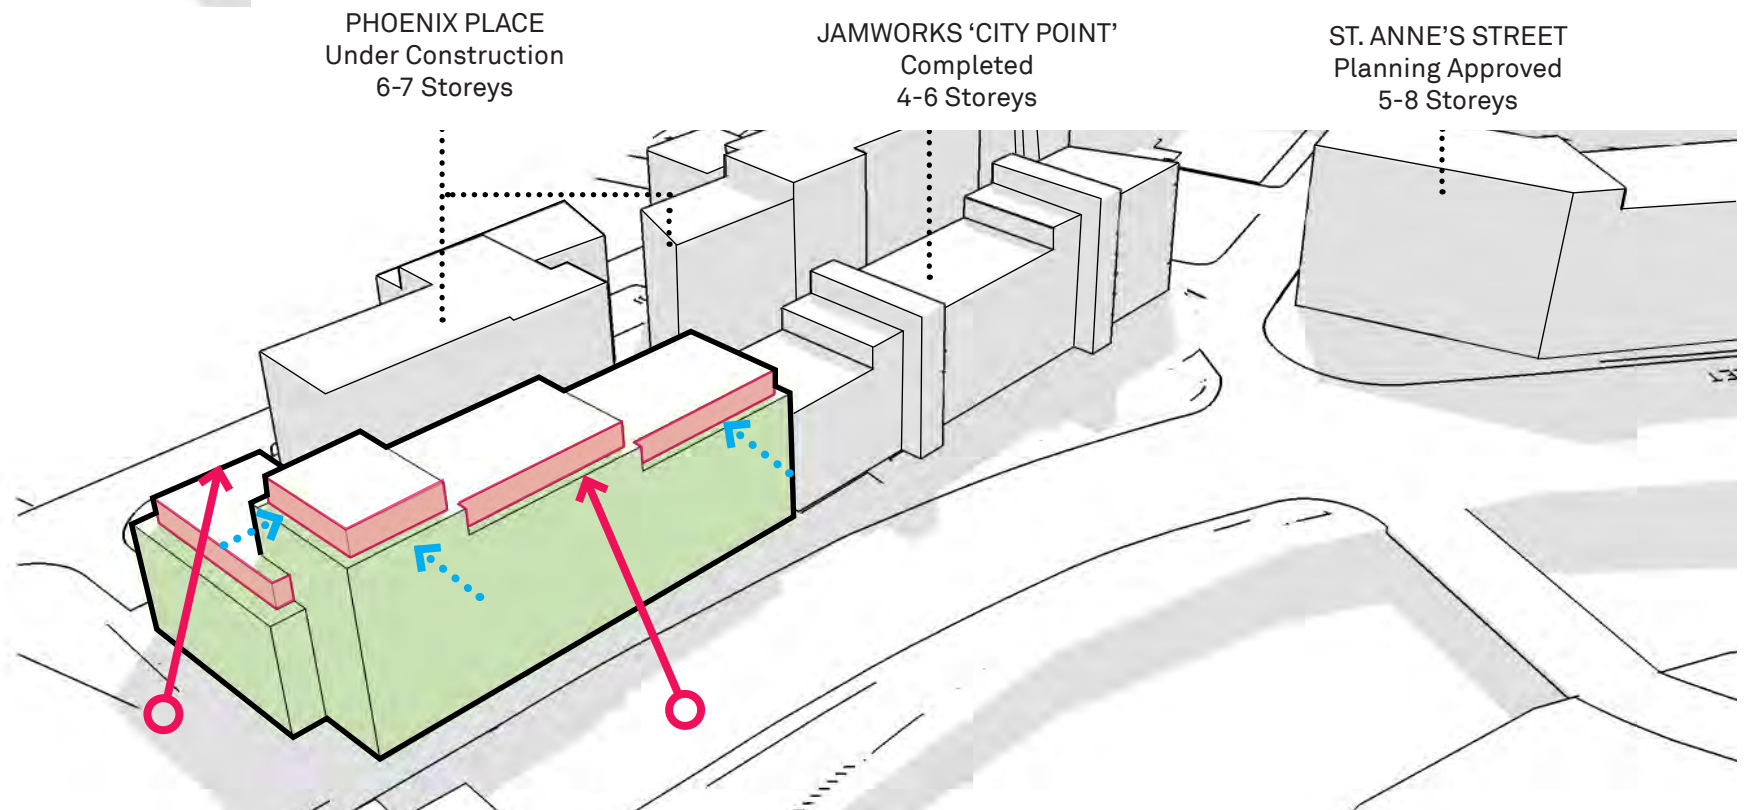 PHOENIX PLACE
Under Construction
6-7 Storeys
JAMWORKS ‘CITY POINT’
Completed
4-6 Storeys
ST. ANNE’S STREET
Planning Approved
5-8 Storeys